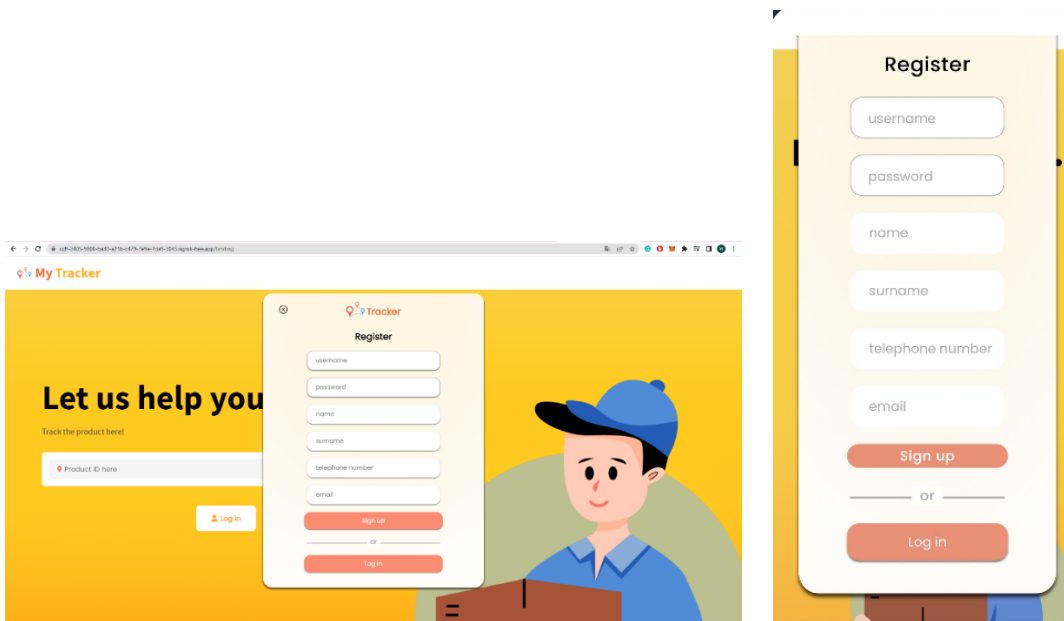 My Tracker
Let us help you
Track the product here!
Product ID here
Log in
Tracker
Register
username
password
name
surname
telephone number
email
Sign up
or
Log in
Register
username
password
name
surname
telephone number
email
Sign up
or
Log in